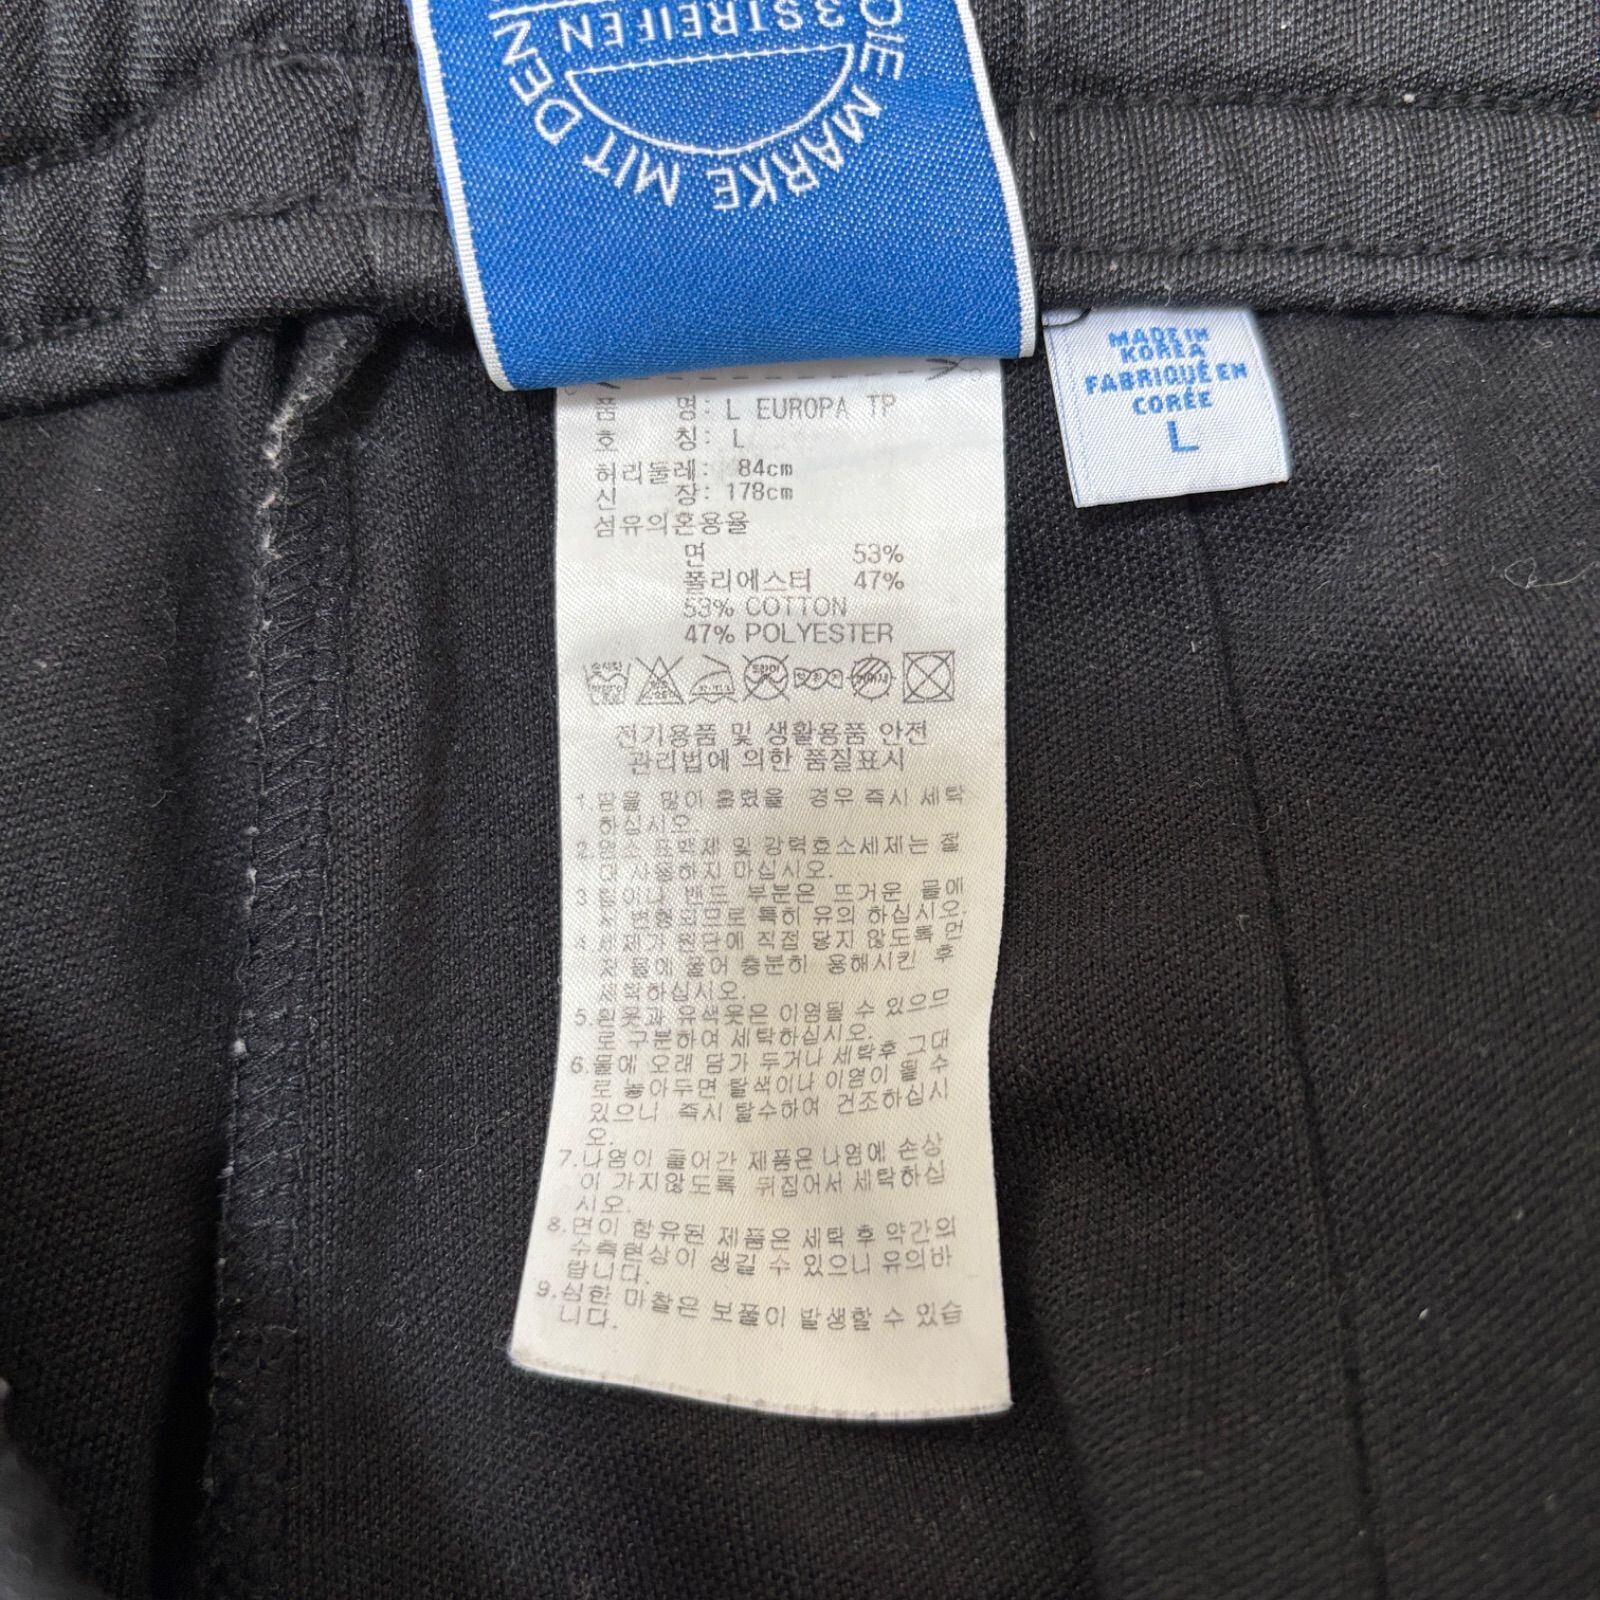 DIE MARKE MIT DEN
3STREIFEN
MADE IN
KOREA
FABRIQUÉ EN
CORÉE
L
품 명: L EUROPA TP
호 칭: L
허리둘레: 84cm
신 장: 178cm
섬유의혼용율
면 53%
폴리에스터 47%
53% COTTON
47% POLYESTER
전기용품 및 생활용품 안전
관리법에 의한 품질표시
1. 땀을 많이 흘렸을 경우 즉시 세탁
하십시오.
2. 염소표백제 및 강력효소세제는 절
대 사용하지 마십시오.
3. 밴드 부분은 뜨거운 물에
변형되므로 특히 유의 하십시오.
4. 세제가 원단에 직접 닿지 않도록 먼
저 물에 풀어 충분히 용해시킨 후
세탁하십시오.
5. 흰옷과 유색옷은 이염될 수 있으므
로 구분하여 세탁하십시오.
6. 물에 오래 담가 두거나 세탁후 그대
로 놓아두면 탈색이나 이염이 될 수
있으니 즉시 탈수하여 건조하십시
오.
7. 나염이 들어간 제품은 나염에 손상
이 가지않도록 뒤집어서 세탁하십
시오.
8. 면이 함유된 제품은 세탁 후 약간의
수축현상이 생길 수 있으니 유의바
랍니다.
9. 심한 마찰은 보풀이 발생할 수 있습
니다.